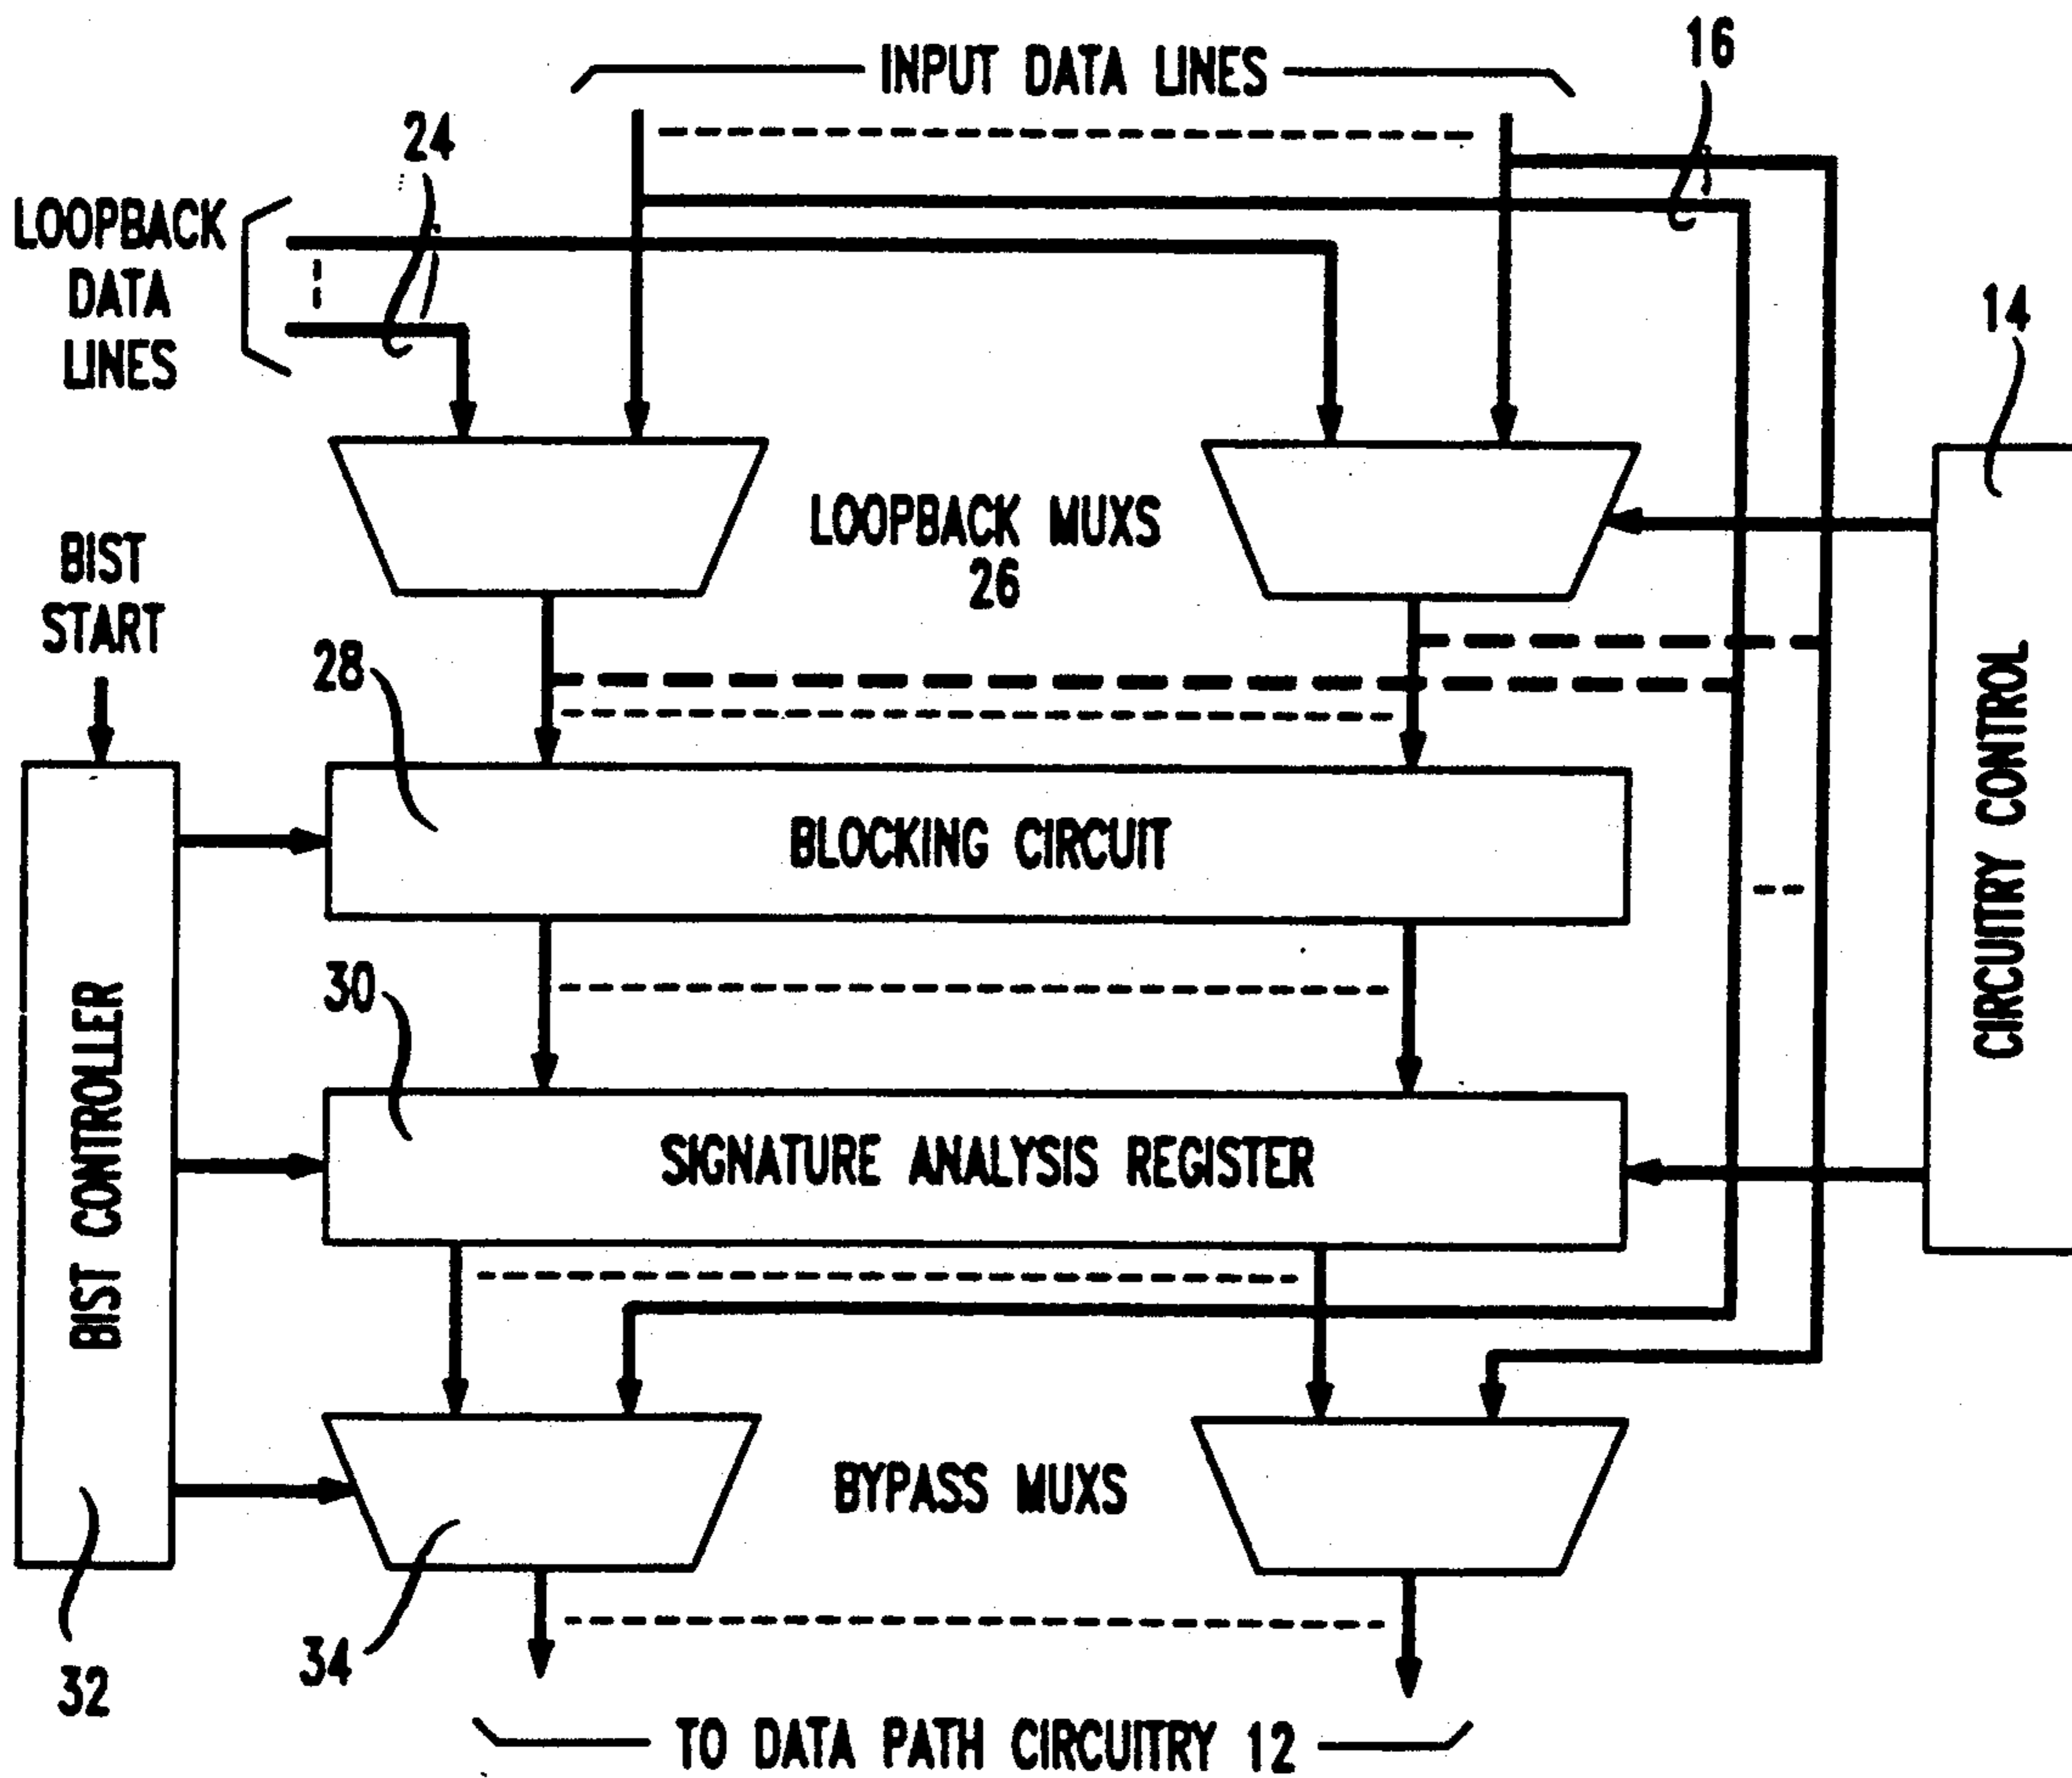 INPUT DATA LINES
16
24
LOOPBACK
DATA
LINES
14
LOOPBACK MUXS
26
BIST
START
28
BLOCKING CIRCUIT
CIRCUITRY CONTROL
30
SIGNATURE ANALYSIS REGISTER
BIST CONTROLLER
BYPASS MUXS
34
32
TO DATA PATH CIRCUITRY 12